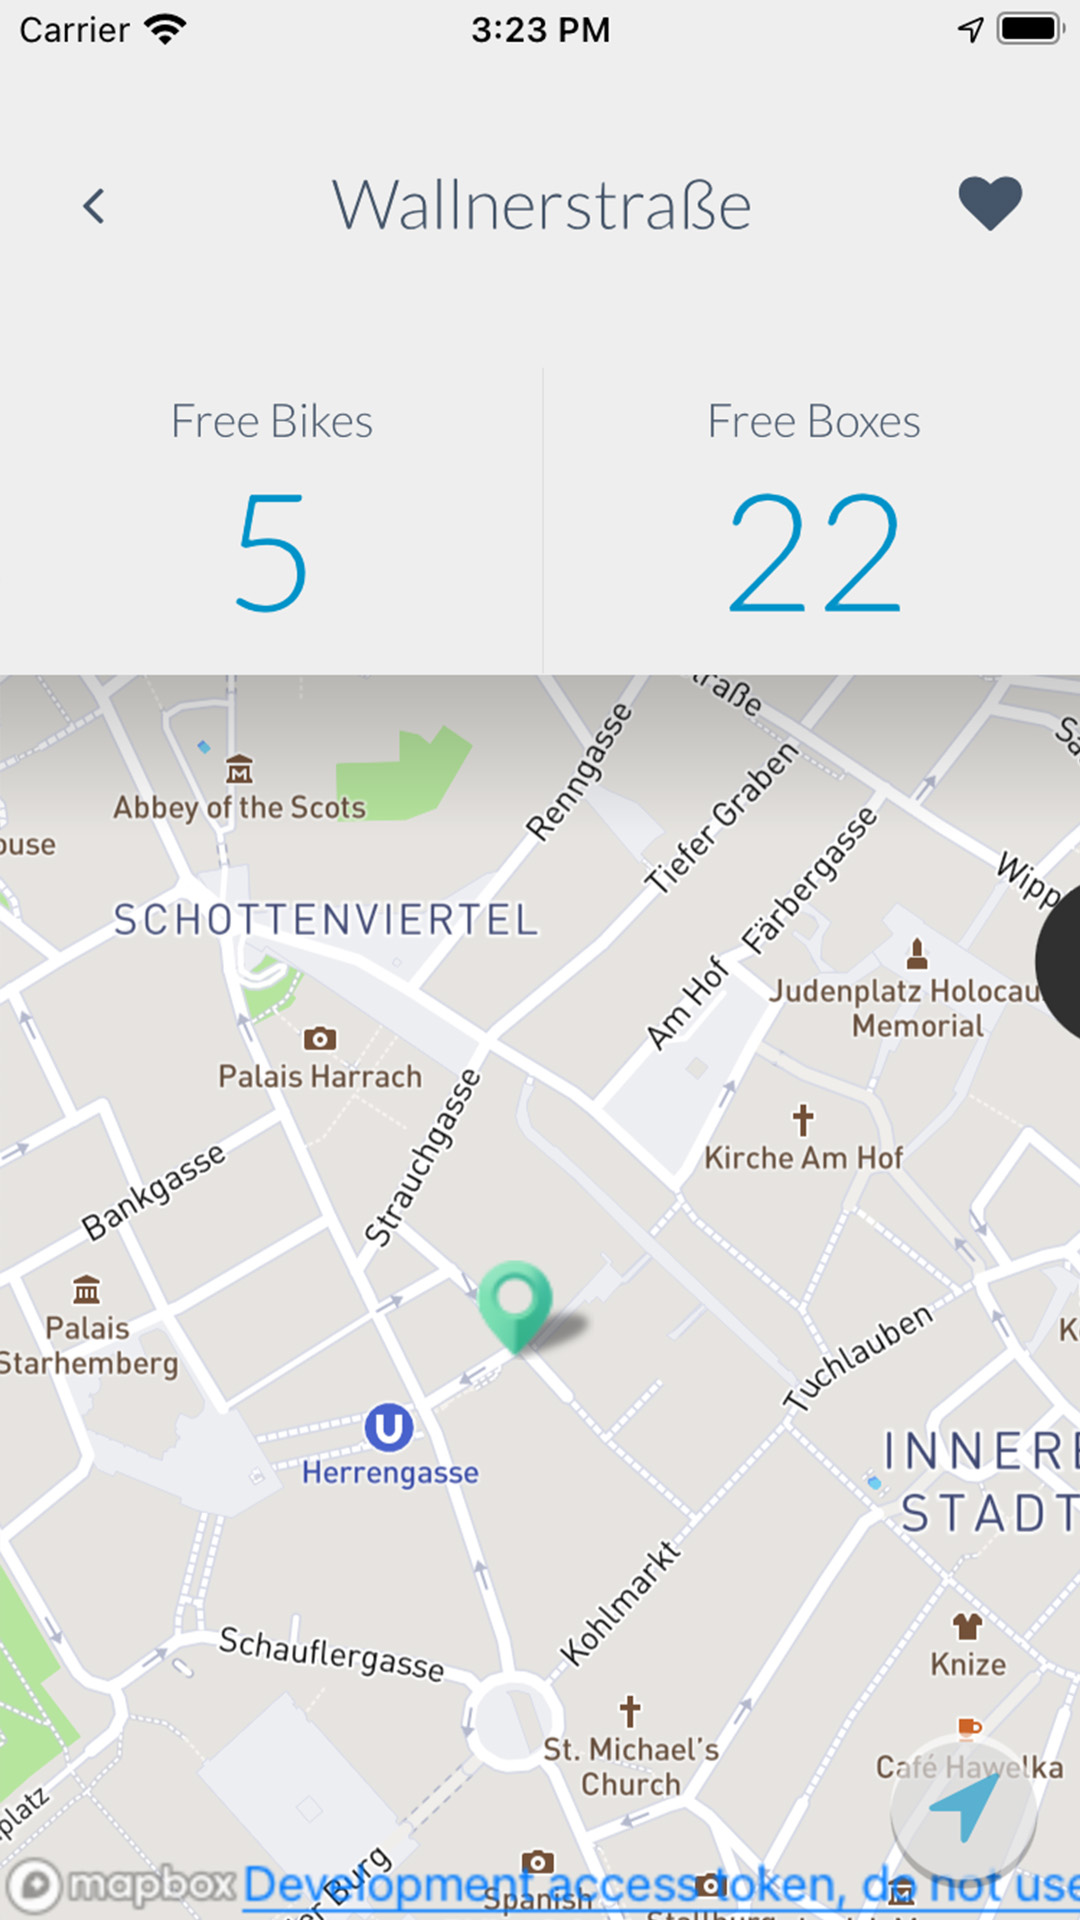 Carrier
3:23 PM
Wallnerstraße
Free Bikes
Free Boxes
5
22
raße
Renngasse
Tiefer Graben
Abbey of the Scots
ouse
Färbergasse
Wipp
SCHOTTENVIERTEL
Am Hof
Judenplatz Holocau
Memorial
Palais Harrach
Strauchgasse
Kirche Am Hof
Bankgasse
Palais
Starhemberg
Tuchlauben
K
U
Herrengasse
INNERE
STADT
Kohlmarkt
Schauflergasse
Knize
St. Michael's
Church
Café Hawelka
platz
er Burg
mapbox
Development access token, do not use
Spanish
Stallburg